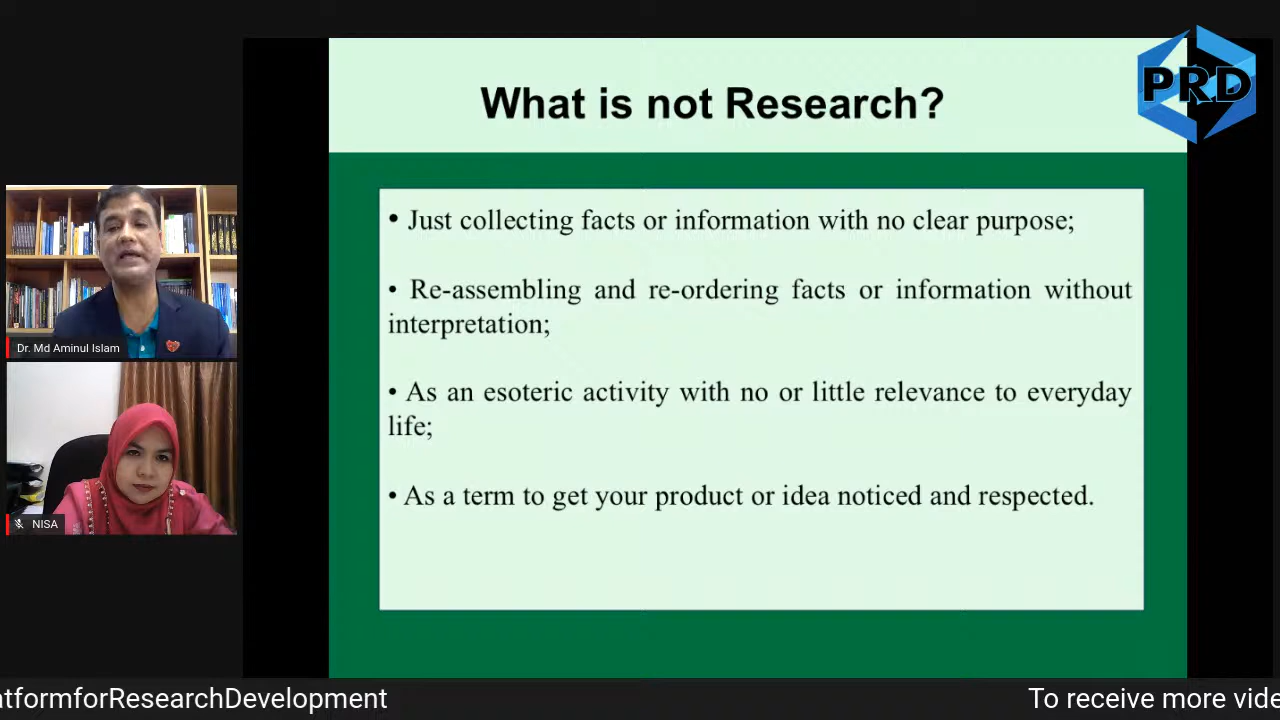 What is not Research?
PRD
• Just collecting facts or information with no clear purpose;
• Re-assembling and re-ordering facts or information without
interpretation;
• As an esoteric activity with no or little relevance to everyday
life;
• As a term to get your product or idea noticed and respected.
Dr. Md Aminul Islam
NISA
atformforResearchDevelopment
To receive more vide